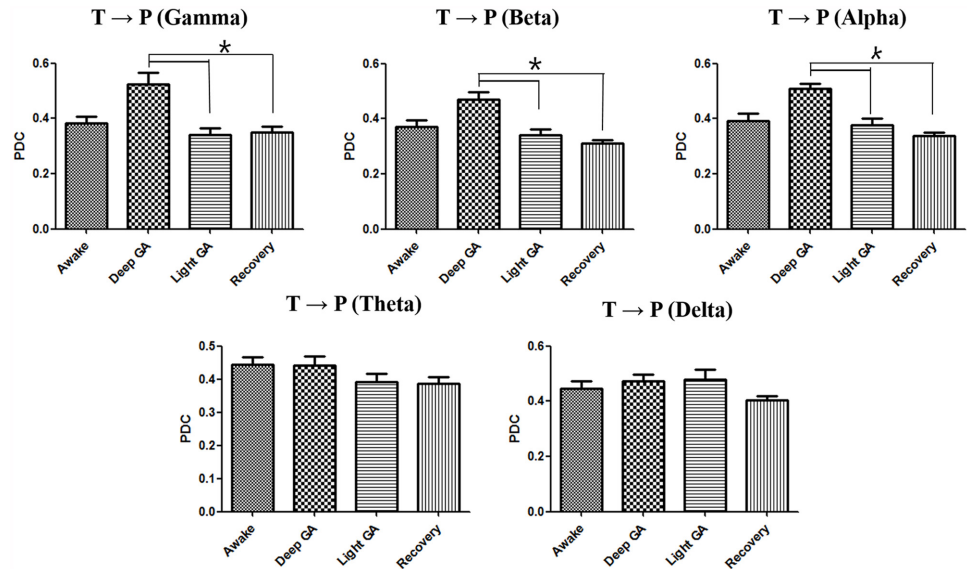 T → P (Gamma)
T → P (Beta)
T → P (Alpha)
*
*
*
0.6
0.4
0.2
0.0
PDC
Awake
Deep GA
Light GA
Recovery
0.6
0.4
0.2
0.0
PDC
Awake
Deep GA
Light GA
Recovery
0.6
0.4
0.2
0.0
PDC
Awake
Deep GA
Light GA
Recovery
T → P (Theta)
T → P (Delta)
0.5
0.4
0.3
0.2
0.1
0.0
PDC
Awake
Deep GA
Light GA
Recovery
0.6
0.4
0.2
0.0
PDC
Awake
Deep GA
Light GA
Recovery